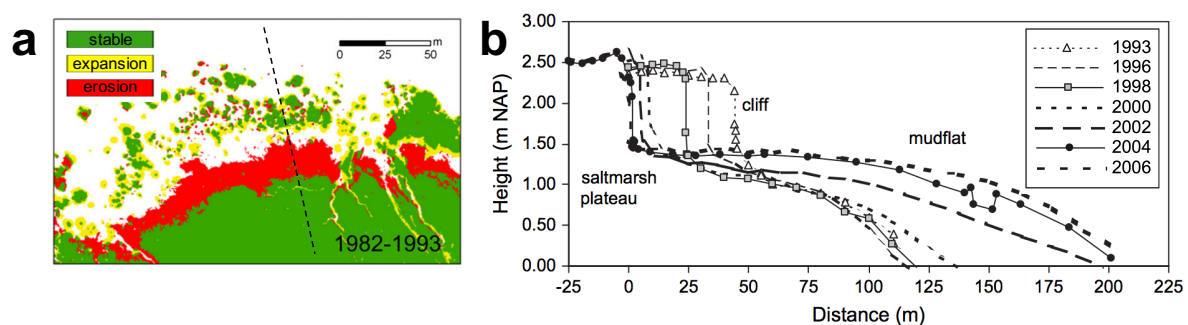 a
stable
expansion
erosion
m
0 25 50
1982-1993
b
Height (m NAP)
3.00
2.50
2.00
1.50
1.00
0.50
0.00
-25 0 25 50 75 100 125 150 175 200 225
Distance (m)
cliff
mudflat
saltmarsh
plateau
1993
1996
1998
2000
2002
2004
2006